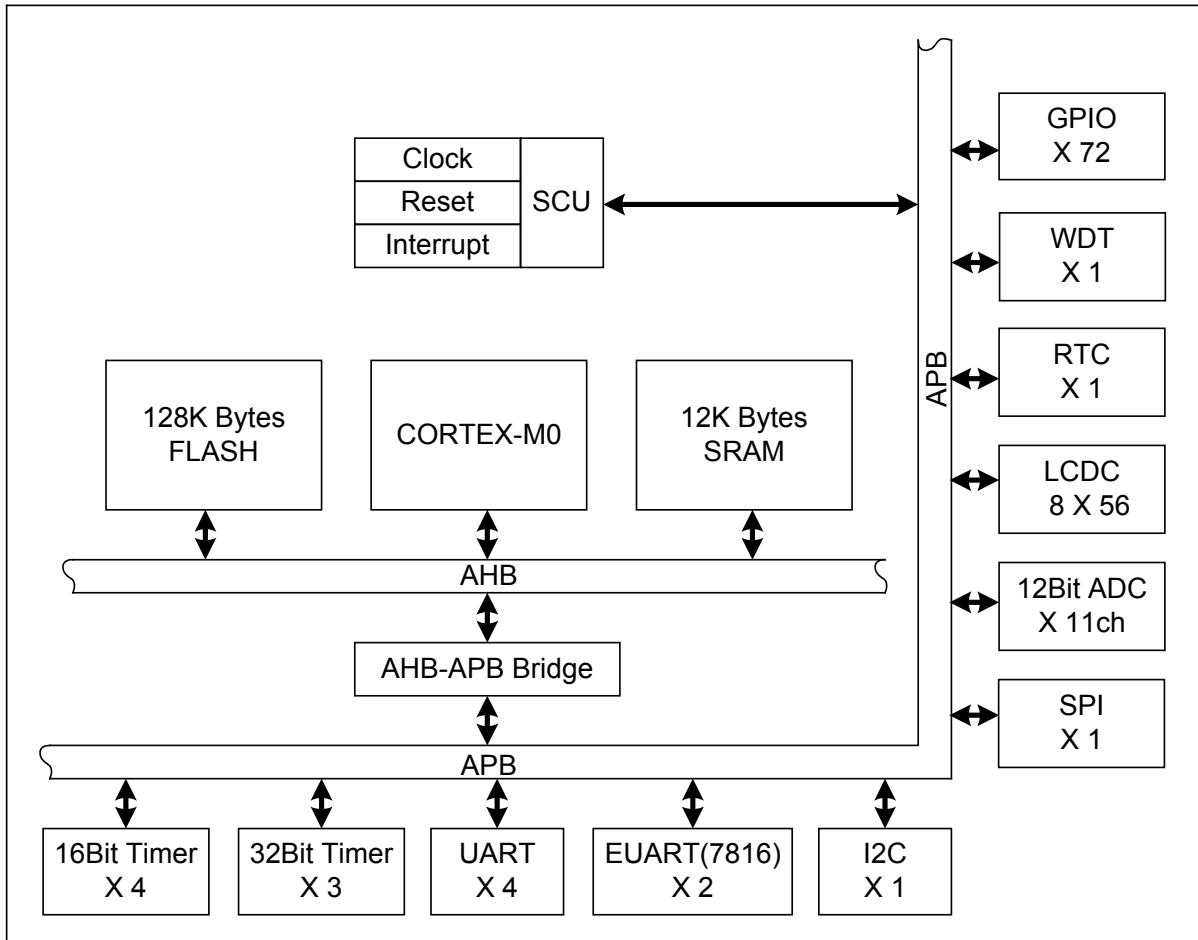 GPIO
X 72
Clock
Reset
Interrupt
SCU
WDT
X 1
RTC
X 1
APB
128K Bytes
FLASH
CORTEX-M0
12K Bytes
SRAM
LCDC
8 X 56
AHB
12Bit ADC
X 11ch
AHB-APB Bridge
SPI
X 1
APB
16Bit Timer
X 4
32Bit Timer
X 3
UART
X 4
EUART(7816)
X 2
I2C
X 1